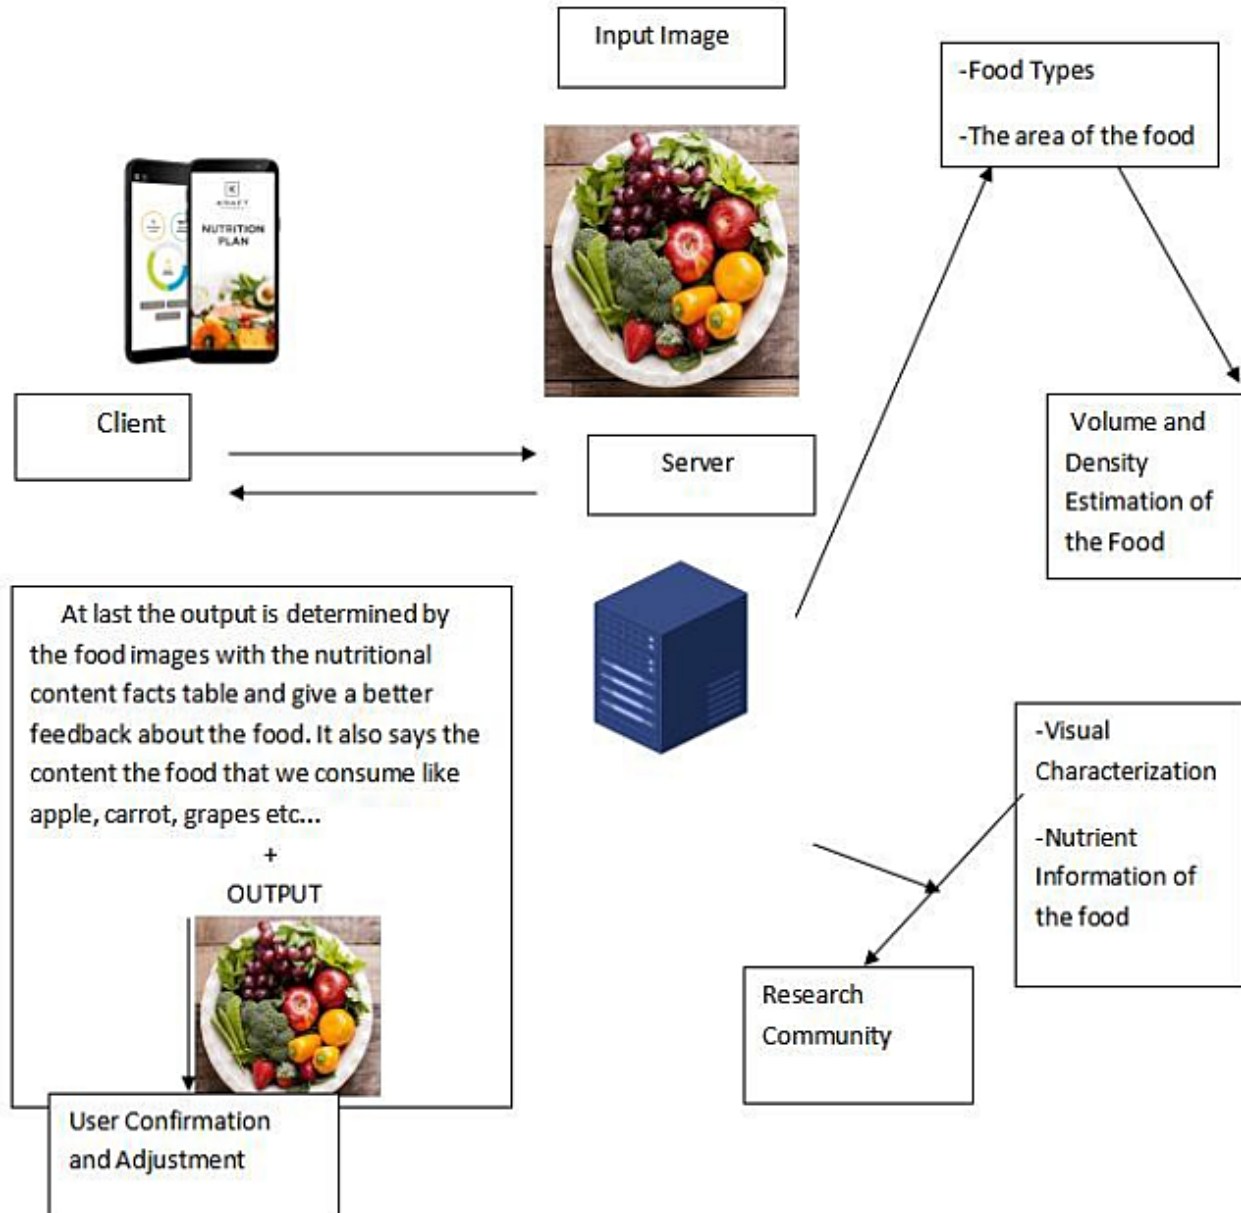 Input Image
-Food Types
-The area of the food
NUTRITION
PLAN
Client
Server
Volume and
Density
Estimation of
the Food
At last the output is determined by
the food images with the nutritional
content facts table and give a better
feedback about the food. It also says the
content the food that we consume like
apple, carrot, grapes etc...
+
OUTPUT
-Visual
Characterization
-Nutrient
Information of
the food
Research
Community
User Confirmation
and Adjustment